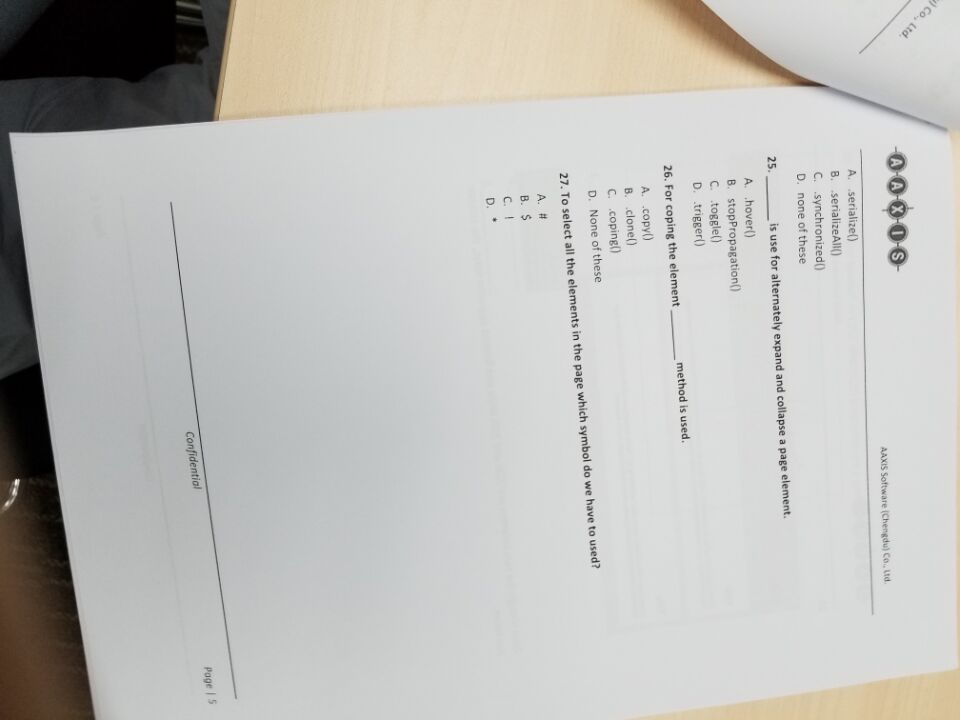 ) Co., Ltd.
AAXIS
AAXIS Software (Chengdu) Co., Ltd.
A. .serialize()
B. .serializeAll()
C. .synchronized()
D. none of these
25. ______ is use for alternately expand and collapse a page element.
A. .hover()
B. stopPropagation()
C. .toggle()
D. .trigger()
26. For coping the element ______ method is used.
A. .copy()
B. .clone()
C. .coping()
D. None of these
27. To select all the elements in the page which symbol do we have to used?
A. #
B. $
C. !
D. *
Confidential
Page | 5